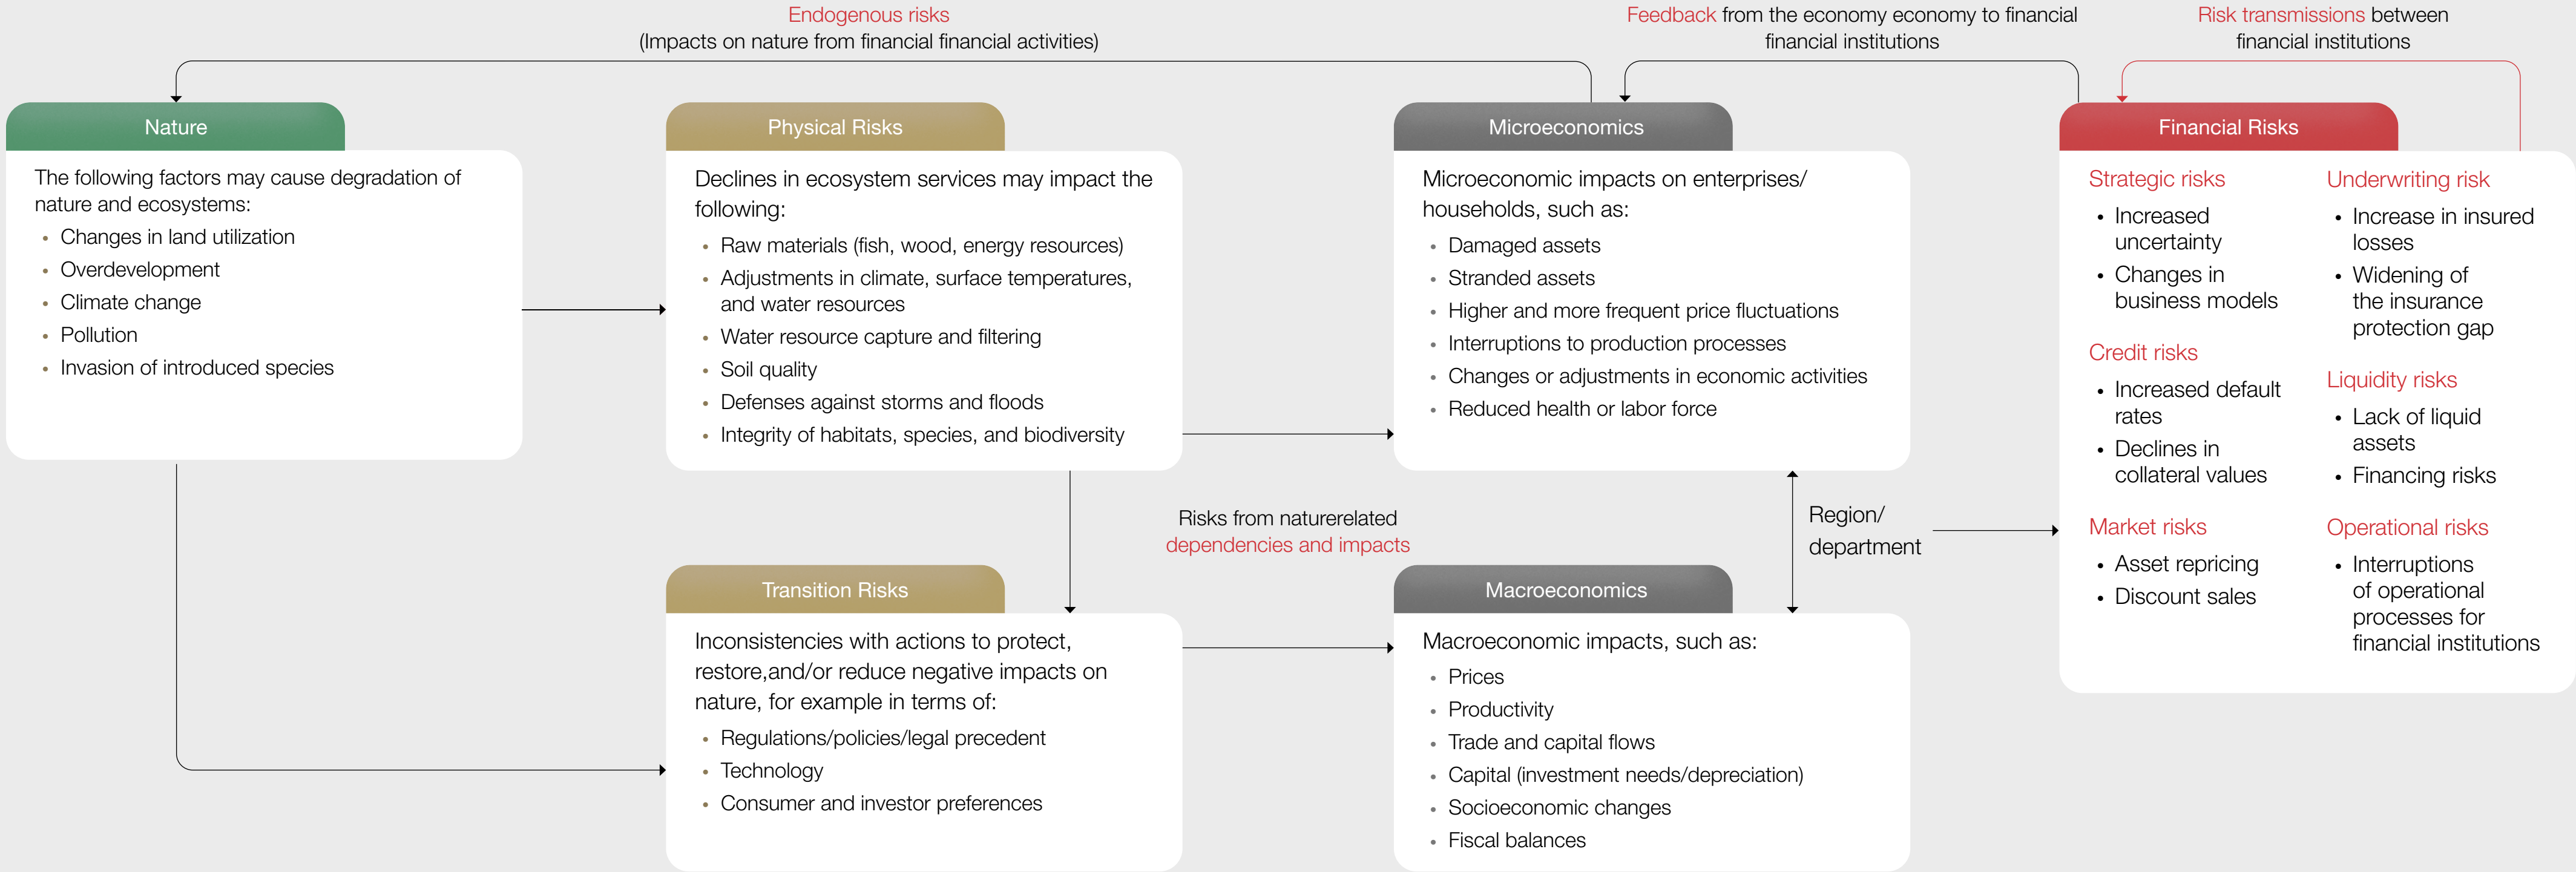 Endogenous risks
(Impacts on nature from financial financial activities)
Feedback from the economy economy to financial
financial institutions
Risk transmissions between
financial institutions
Nature
The following factors may cause degradation of
nature and ecosystems:
• Changes in land utilization
• Overdevelopment
• Climate change
• Pollution
• Invasion of introduced species
Physical Risks
Declines in ecosystem services may impact the
following:
• Raw materials (fish, wood, energy resources)
• Adjustments in climate, surface temperatures,
and water resources
• Water resource capture and filtering
• Soil quality
• Defenses against storms and floods
• Integrity of habitats, species, and biodiversity
Microeconomics
Microeconomic impacts on enterprises/
households, such as:
• Damaged assets
• Stranded assets
• Higher and more frequent price fluctuations
• Interruptions to production processes
• Changes or adjustments in economic activities
• Reduced health or labor force
Risks from naturerelated
dependencies and impacts
Region/
department
Transition Risks
Inconsistencies with actions to protect,
restore,and/or reduce negative impacts on
nature, for example in terms of:
• Regulations/policies/legal precedent
• Technology
• Consumer and investor preferences
Macroeconomics
Macroeconomic impacts, such as:
• Prices
• Productivity
• Trade and capital flows
• Capital (investment needs/depreciation)
• Socioeconomic changes
• Fiscal balances
Financial Risks
Strategic risks
• Increased
uncertainty
• Changes in
business models
Credit risks
• Increased default
rates
• Declines in
collateral values
Market risks
• Asset repricing
• Discount sales
Underwriting risk
• Increase in insured
losses
• Widening of
the insurance
protection gap
Liquidity risks
• Lack of liquid
assets
• Financing risks
Operational risks
• Interruptions
of operational
processes for
financial institutions